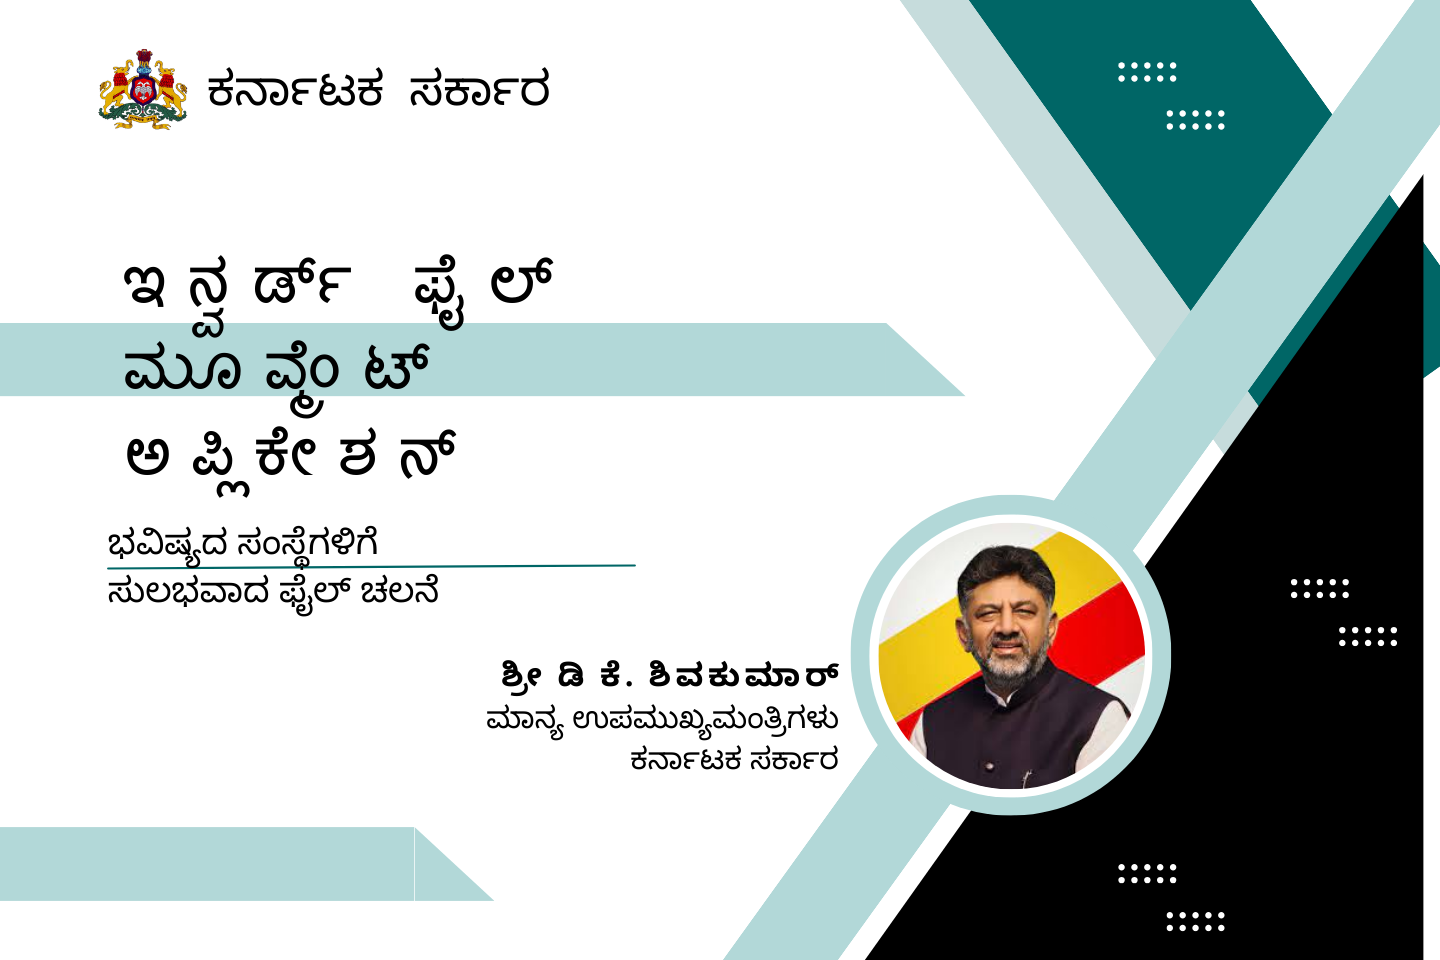 ಕರ್ನಾಟಕ ಸರ್ಕಾರ
ಇನ್ವರ್ಡ್ ಫೈಲ್
ಮೂವ್ಮೆಂಟ್
ಅಪ್ಲಿಕೇಶನ್
ಭವಿಷ್ಯದ ಸಂಸ್ಥೆಗಳಿಗೆ
ಸುಲಭವಾದ ಫೈಲ್ ಚಲನೆ
ಶ್ರೀ ಡಿ ಕೆ. ಶಿವಕುಮಾರ್
ಮಾನ್ಯ ಉಪಮುಖ್ಯಮಂತ್ರಿಗಳು
ಕರ್ನಾಟಕ ಸರ್ಕಾರ